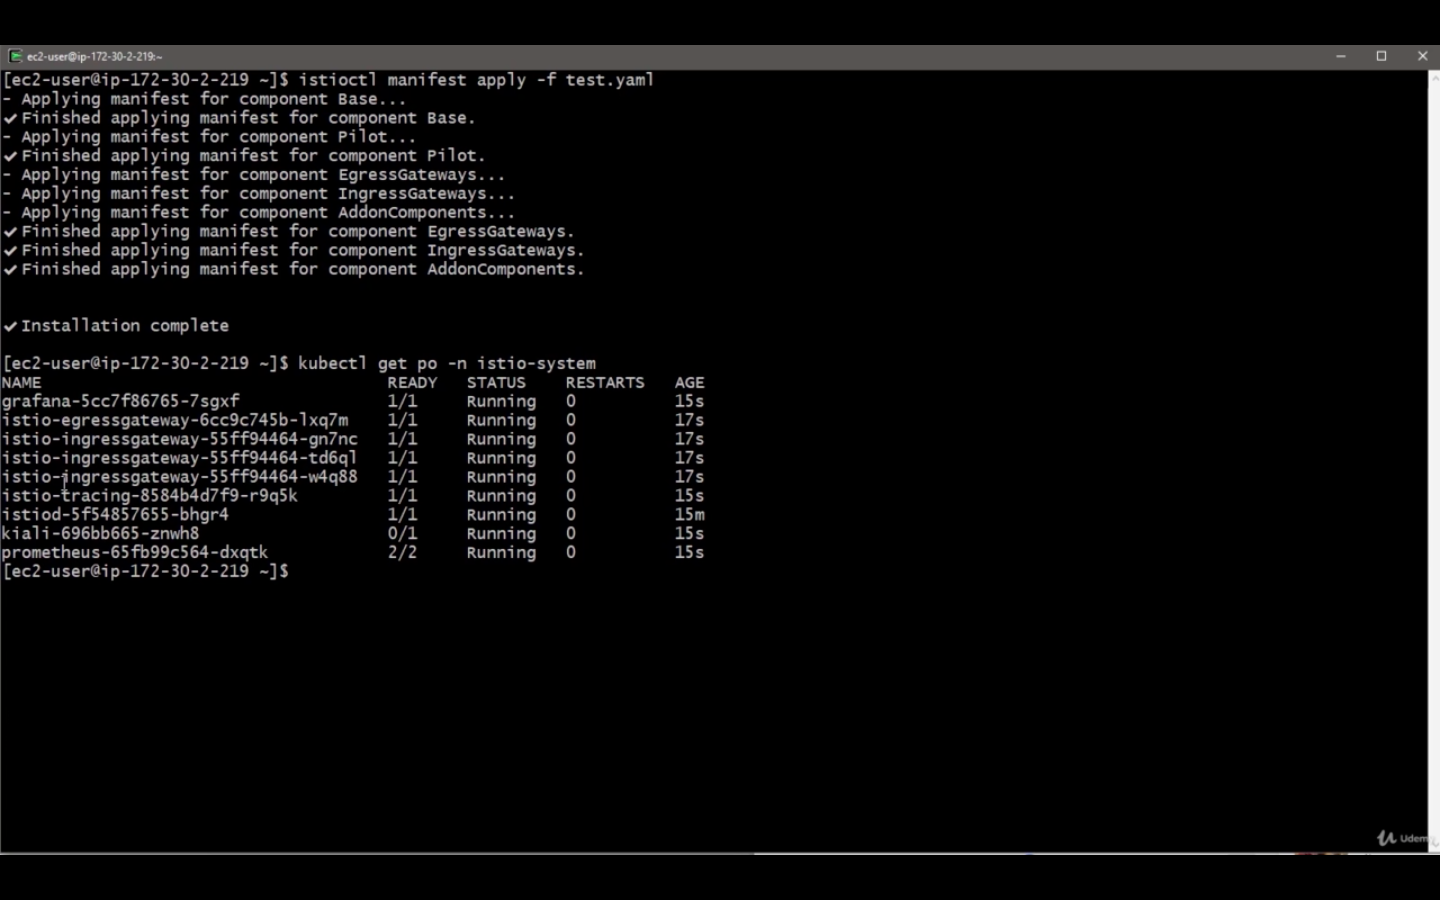 ec2-user@ip-172-30-2-219:~
[ec2-user@ip-172-30-2-219 ~]$ istioctl manifest apply -f test.yaml
- Applying manifest for component Base...
✔ Finished applying manifest for component Base.
- Applying manifest for component Pilot...
✔ Finished applying manifest for component Pilot.
- Applying manifest for component EgressGateways...
- Applying manifest for component IngressGateways...
- Applying manifest for component AddonComponents...
✔ Finished applying manifest for component EgressGateways.
✔ Finished applying manifest for component IngressGateways.
✔ Finished applying manifest for component AddonComponents.
✔ Installation complete
[ec2-user@ip-172-30-2-219 ~]$ kubectl get po -n istio-system
NAME READY STATUS RESTARTS AGE
grafana-5cc7f86765-7sgxf 1/1 Running 0 15s
istio-egressgateway-6cc9c745b-lxq7m 1/1 Running 0 17s
istio-ingressgateway-55ff94464-gn7nc 1/1 Running 0 17s
istio-ingressgateway-55ff94464-td6ql 1/1 Running 0 17s
istio-ingressgateway-55ff94464-w4q88 1/1 Running 0 17s
istio-tracing-8584b4d7f9-r9q5k 1/1 Running 0 15s
istiod-5f54857655-bhgr4 1/1 Running 0 15m
kiali-696bb665-znwh8 0/1 Running 0 15s
prometheus-65fb99c564-dxqtk 2/2 Running 0 15s
[ec2-user@ip-172-30-2-219 ~]$
Udemy